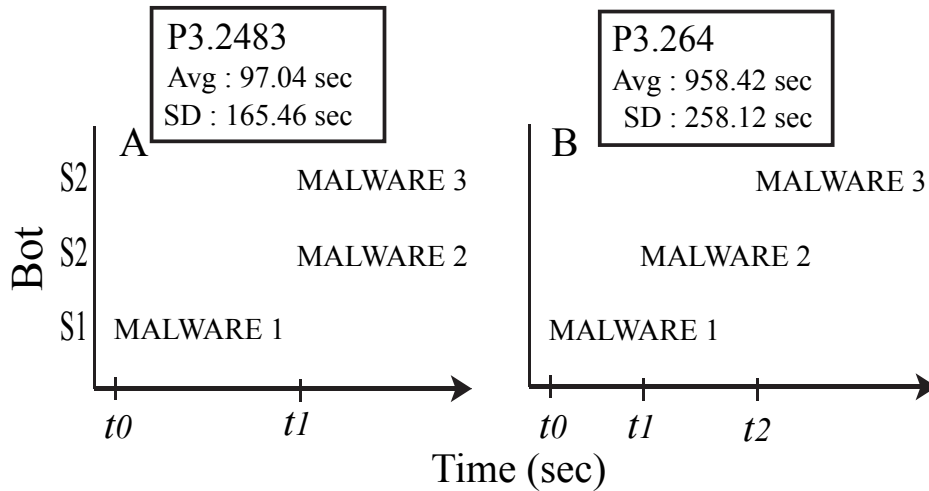 P3.2483
Avg : 97.04 sec
SD : 165.46 sec
P3.264
Avg : 958.42 sec
SD : 258.12 sec
A
B
Bot
S2
MALWARE 3
S2
MALWARE 2
S1
MALWARE 1
t0
t1
MALWARE 3
MALWARE 2
MALWARE 1
t0
t1
t2
Time (sec)